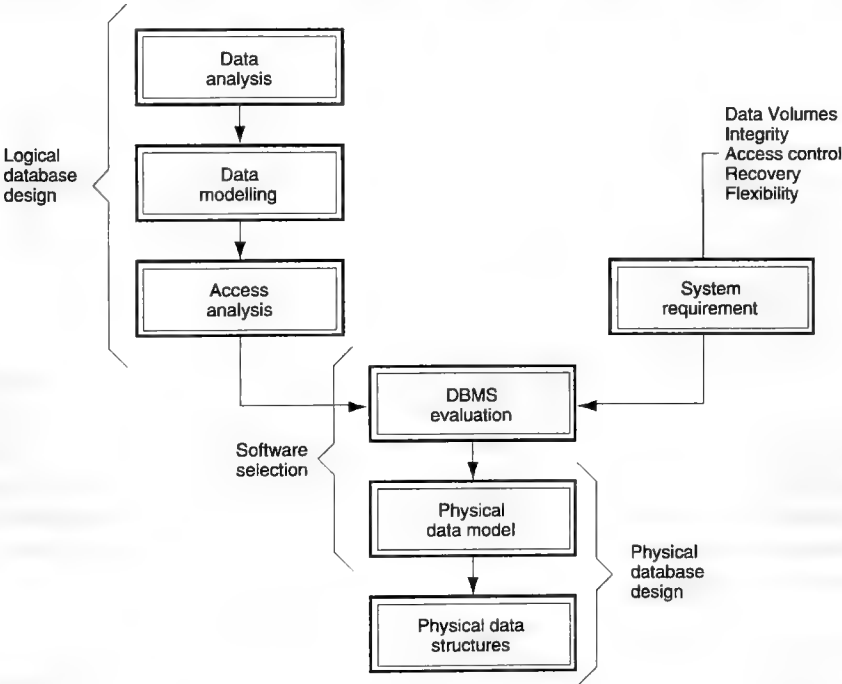 Data
analysis
Data
modelling
Access
analysis
Logical
database
design
Data Volumes
Integrity
Access control
Recovery
Flexibility
System
requirement
DBMS
evaluation
Software
selection
Physical
data model
Physical data
structures
Physical
database
design